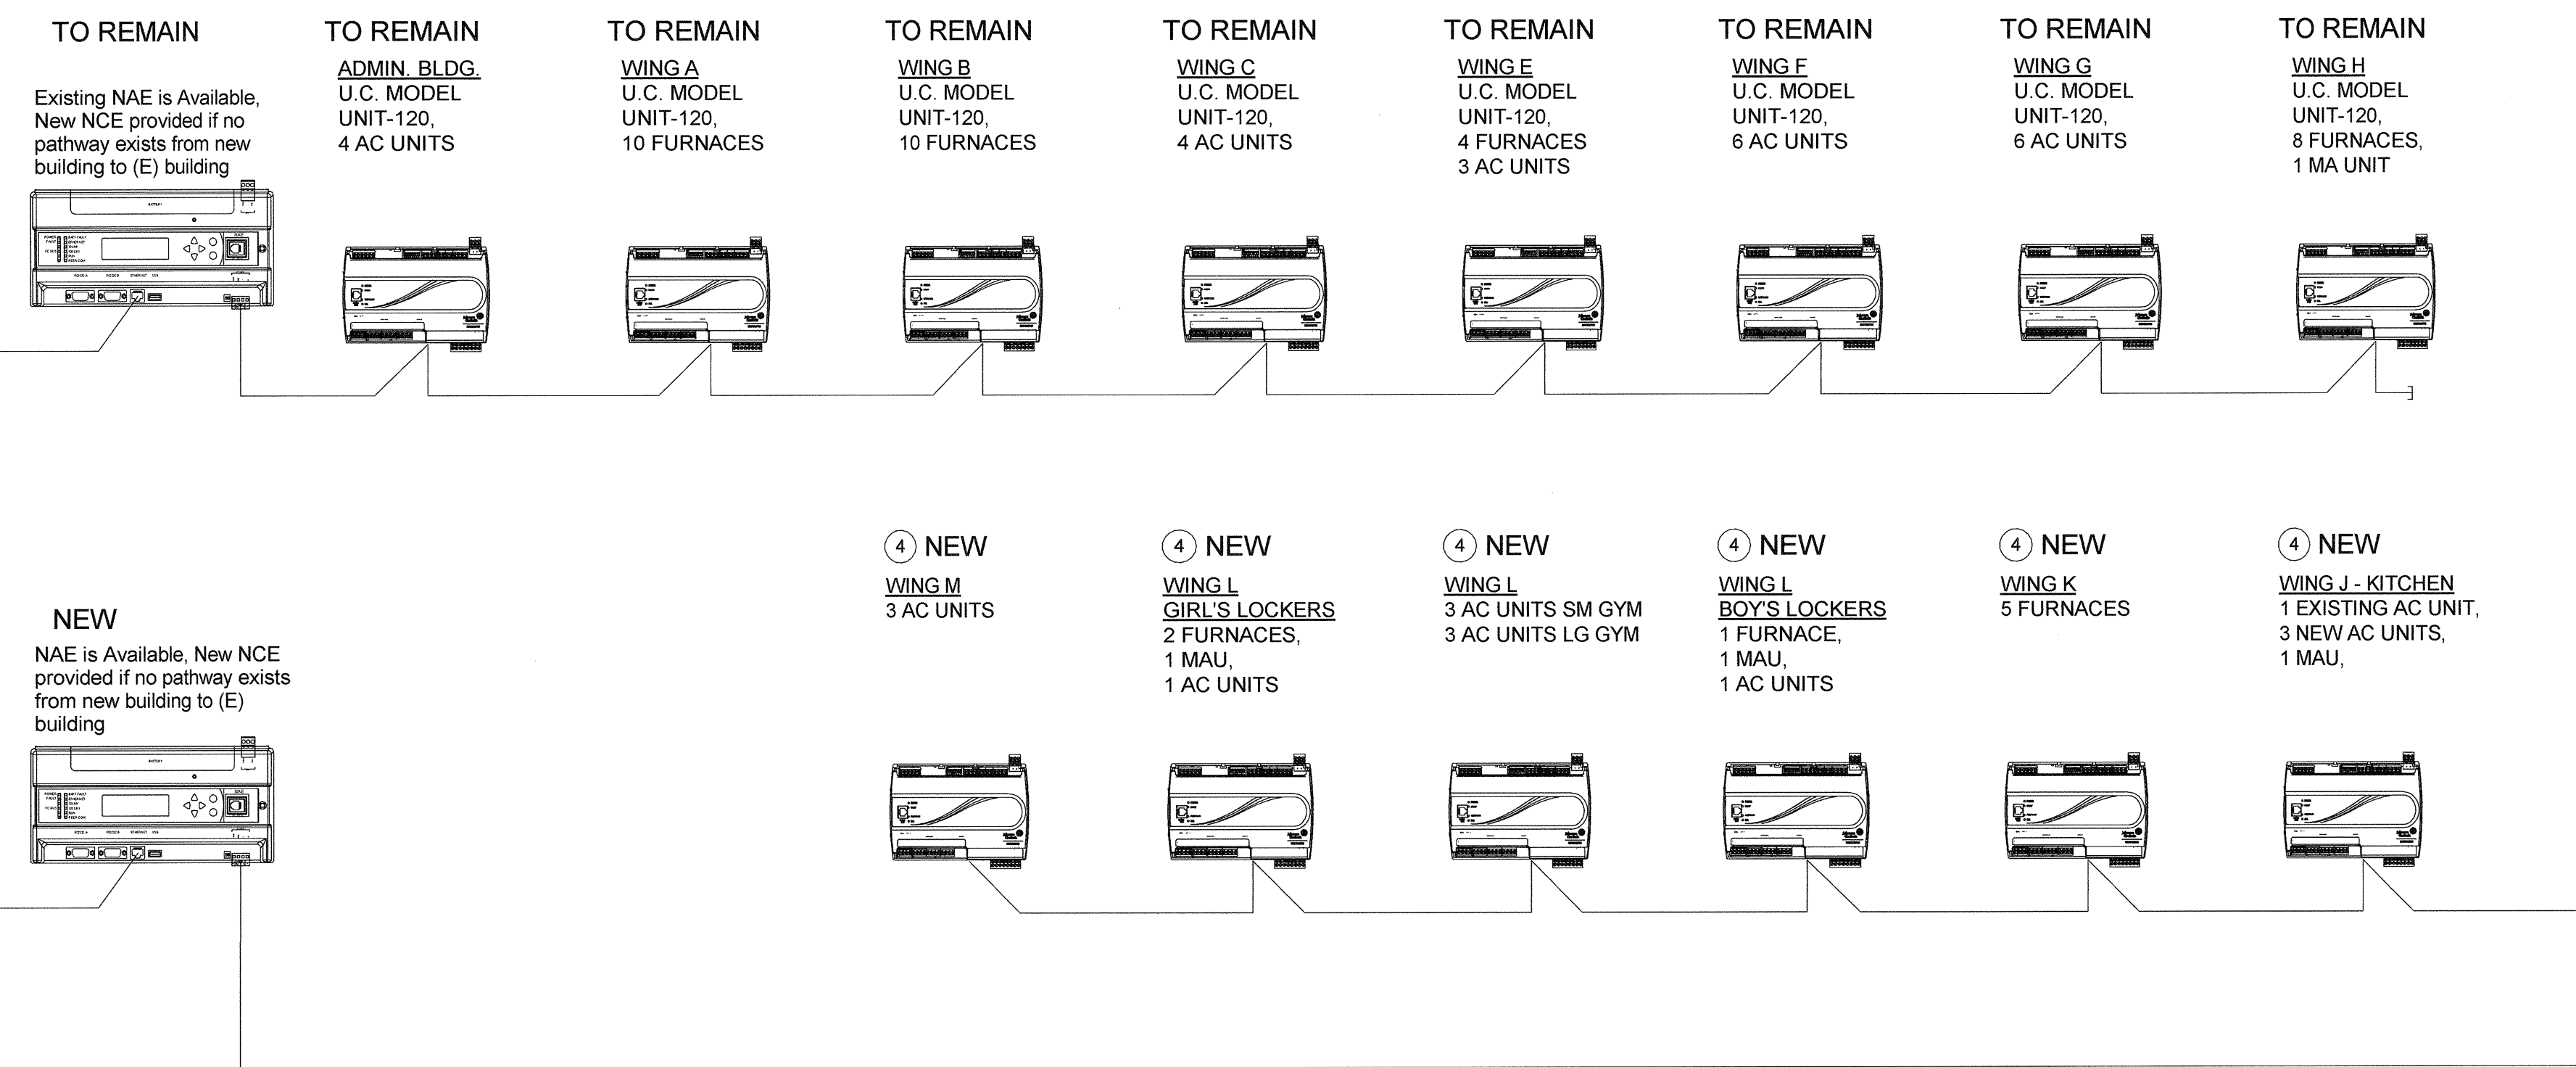 TO REMAIN
Existing NAE is Available,
New NCE provided if no
pathway exists from new
building to (E) building
TO REMAIN
ADMIN. BLDG.
U.C. MODEL
UNIT-120,
4 AC UNITS
TO REMAIN
WING A
U.C. MODEL
UNIT-120,
10 FURNACES
TO REMAIN
WING B
U.C. MODEL
UNIT-120,
10 FURNACES
TO REMAIN
WING C
U.C. MODEL
UNIT-120,
4 AC UNITS
TO REMAIN
WING E
U.C. MODEL
UNIT-120,
4 FURNACES
3 AC UNITS
TO REMAIN
WING F
U.C. MODEL
UNIT-120,
6 AC UNITS
TO REMAIN
WING G
U.C. MODEL
UNIT-120,
6 AC UNITS
TO REMAIN
WING H
U.C. MODEL
UNIT-120,
8 FURNACES,
1 MA UNIT
NEW
NAE is Available, New NCE
provided if no pathway exists
from new building to (E)
building
4 NEW
WING M
3 AC UNITS
4 NEW
WING L
GIRL'S LOCKERS
2 FURNACES,
1 MAU,
1 AC UNITS
4 NEW
WING L
3 AC UNITS SM GYM
3 AC UNITS LG GYM
4 NEW
WING L
BOY'S LOCKERS
1 FURNACE,
1 MAU,
1 AC UNITS
4 NEW
WING K
5 FURNACES
4 NEW
WING J - KITCHEN
1 EXISTING AC UNIT,
3 NEW AC UNITS,
1 MAU,